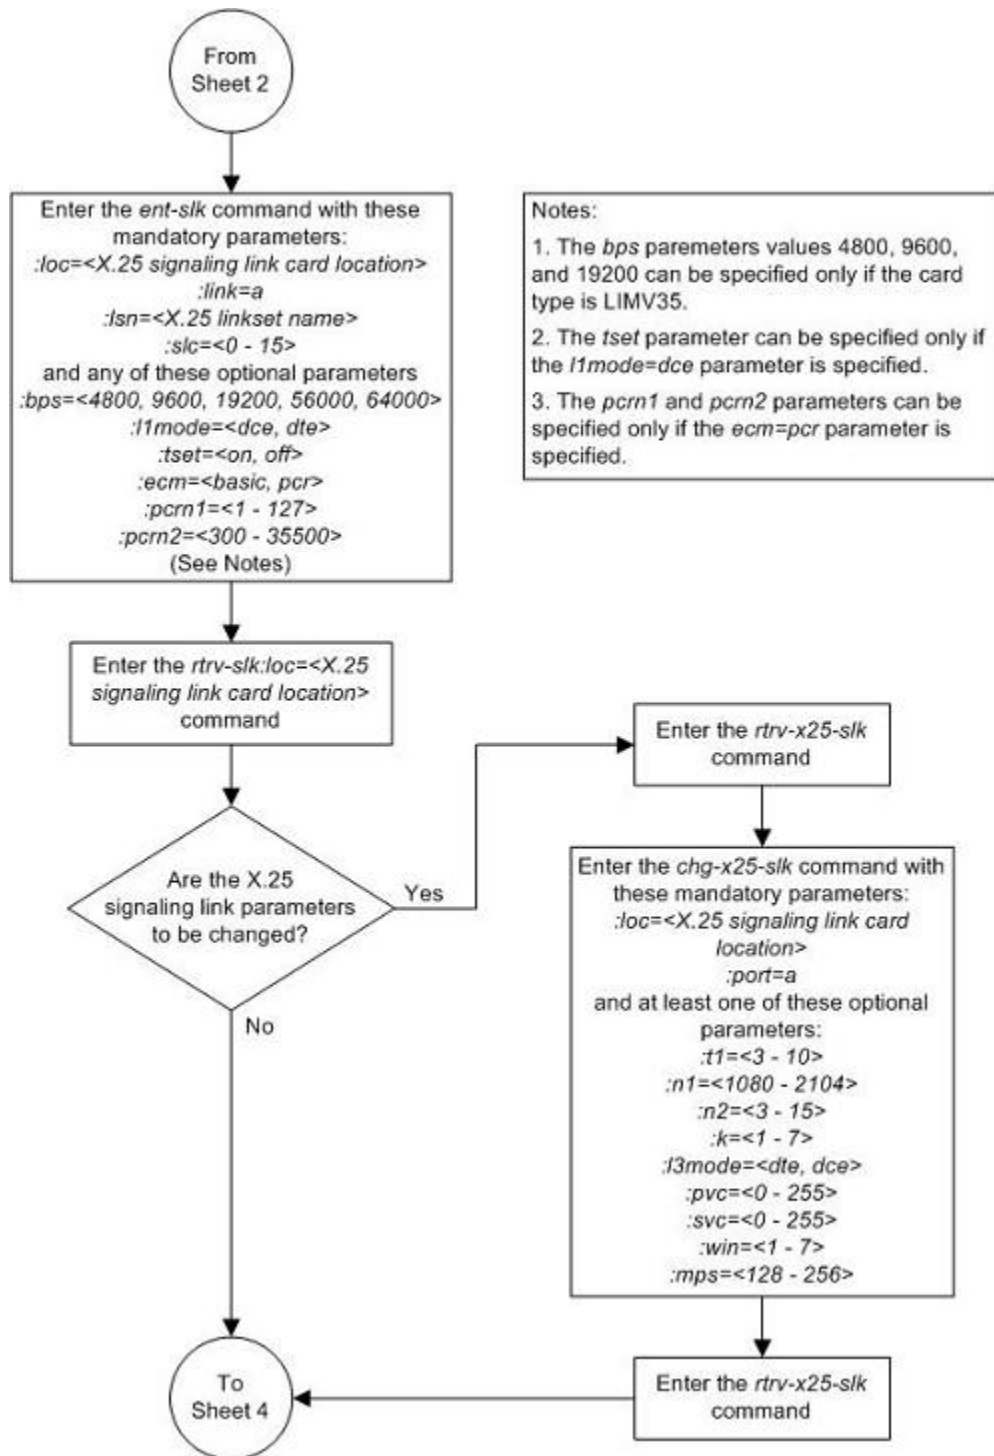 From
Sheet 2
Enter the ent-slk command with these
mandatory parameters:
:loc=<X.25 signaling link card location>
:link=a
:lsn=<X.25 linkset name>
:slc=<0 - 15>
and any of these optional parameters
:bps=<4800, 9600, 19200, 56000, 64000>
:l1mode=<dce, dte>
:tset=<on, off>
:ecm=<basic, pcr>
:pcrn1=<1 - 127>
:pcrn2=<300 - 35500>
(See Notes)
Notes:
1. The bps paremeters values 4800, 9600,
and 19200 can be specified only if the card
type is LIMV35.
2. The tset parameter can be specified only if
the l1mode=dce parameter is specified.
3. The pcrn1 and pcrn2 parameters can be
specified only if the ecm=pcr parameter is
specified.
Enter the rtrv-slk:loc=<X.25
signaling link card location>
command
Are the X.25
signaling link parameters
to be changed?
Yes
No
Enter the rtrv-x25-slk
command
Enter the chg-x25-slk command with
these mandatory parameters:
:loc=<X.25 signaling link card
location>
:port=a
and at least one of these optional
parameters:
:t1=<3 - 10>
:n1=<1080 - 2104>
:n2=<3 - 15>
:k=<1 - 7>
:l3mode=<dte, dce>
:pvc=<0 - 255>
:svc=<0 - 255>
:win=<1 - 7>
:mps=<128 - 256>
Enter the rtrv-x25-slk
command
To
Sheet 4